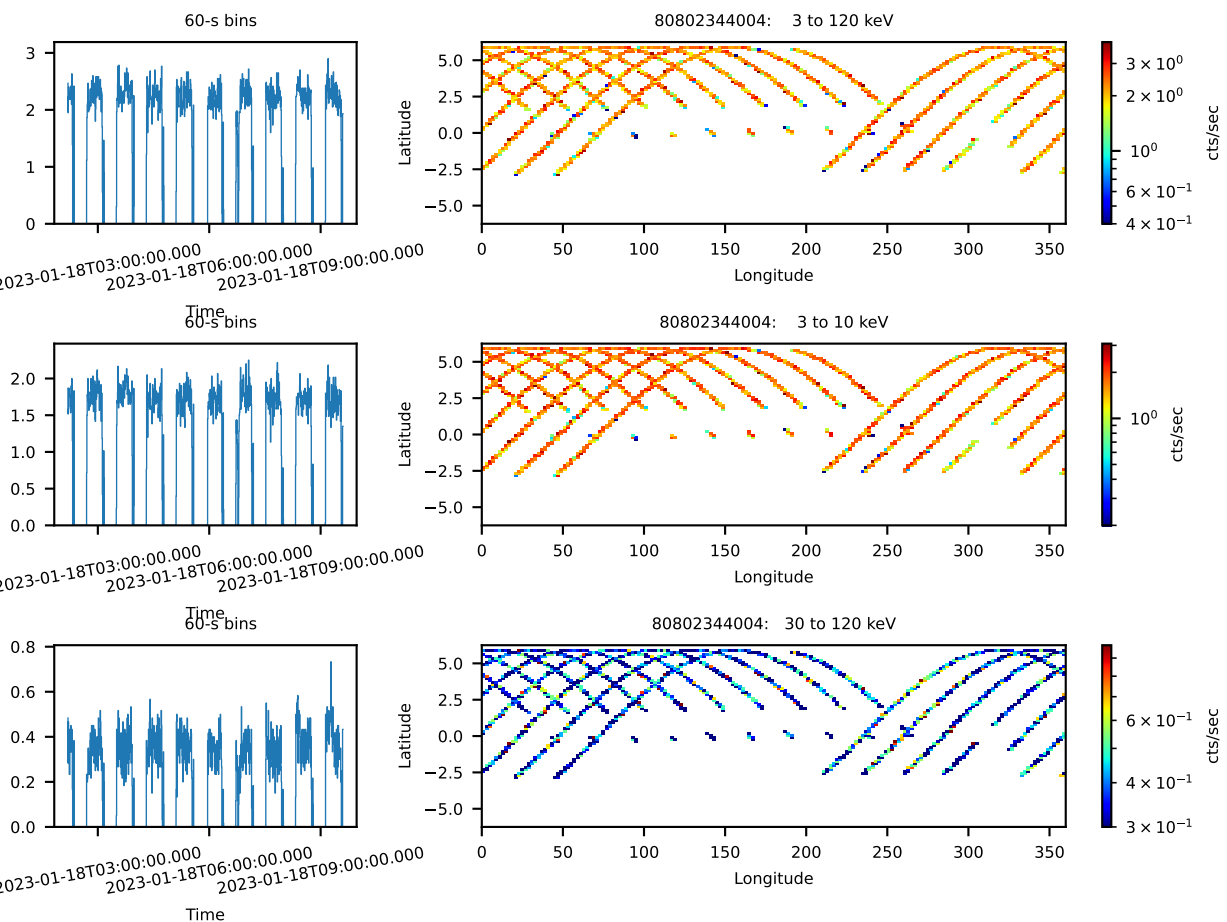 60-s bins
80802344004: 3 to 120 keV
3
2
1
0
2023-01-18T03:00:00.000
2023-01-18T06:00:00.000
2023-01-18T09:00:00.000
Time
Latitude
5.0
2.5
0.0
−2.5
−5.0
0 50 100 150 200 250 300 350
Longitude
3 × 10⁰
2 × 10⁰
10⁰
6 × 10⁻¹
4 × 10⁻¹
cts/sec
60-s bins
80802344004: 3 to 10 keV
2.0
1.5
1.0
0.5
0.0
2023-01-18T03:00:00.000
2023-01-18T06:00:00.000
2023-01-18T09:00:00.000
Time
Latitude
5.0
2.5
0.0
−2.5
−5.0
0 50 100 150 200 250 300 350
Longitude
10⁰
cts/sec
60-s bins
80802344004: 30 to 120 keV
0.8
0.6
0.4
0.2
0.0
2023-01-18T03:00:00.000
2023-01-18T06:00:00.000
2023-01-18T09:00:00.000
Time
Latitude
5.0
2.5
0.0
−2.5
−5.0
0 50 100 150 200 250 300 350
Longitude
6 × 10⁻¹
4 × 10⁻¹
3 × 10⁻¹
cts/sec